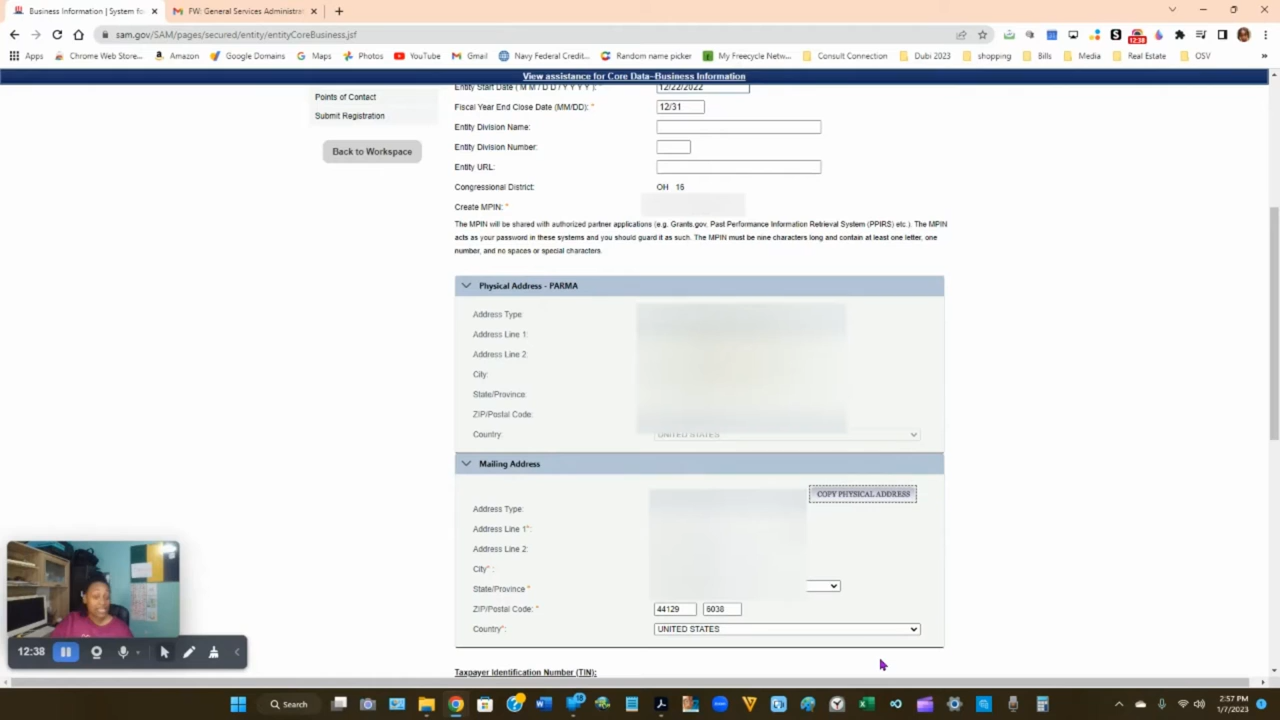 Business Information | System fo
FW: General Services Administrat
sam.gov/SAM/pages/secured/entity/entityCoreBusiness.jsf
12:38
Apps
Chrome Web Store...
Amazon
Google Domains
Maps
Photos
YouTube
Gmail
Navy Federal Credit...
Random name picker
My Freecycle Netw...
Consult Connection
Dubi 2023
shopping
Bills
Media
Real Estate
OSV
»
View assistance for Core Data–Business Information
Points of Contact
Submit Registration
Back to Workspace
Entity Start Date ( M M / D D / Y Y Y Y ): * 12/22/2022
Fiscal Year End Close Date (MM/DD): * 12/31
Entity Division Name:
Entity Division Number:
Entity URL:
Congressional District: OH 16
Create MPIN: *
The MPIN will be shared with authorized partner applications (e.g. Grants.gov, Past Performance Information Retrieval System (PPIRS) etc.). The MPIN
acts as your password in these systems and you should guard it as such. The MPIN must be nine characters long and contain at least one letter, one
number, and no spaces or special characters.
Physical Address - PARMA
Address Type
Address Line 1:
Address Line 2:
City:
State/Province:
ZIP/Postal Code:
Country: UNITED STATES
Mailing Address
COPY PHYSICAL ADDRESS
Address Type:
Address Line 1*:
Address Line 2:
City* :
State/Province *
ZIP/Postal Code: * 44129 6038
Country*: UNITED STATES
Taxpayer Identification Number (TIN):
12:38
Search
18
2:57 PM
1/7/2023